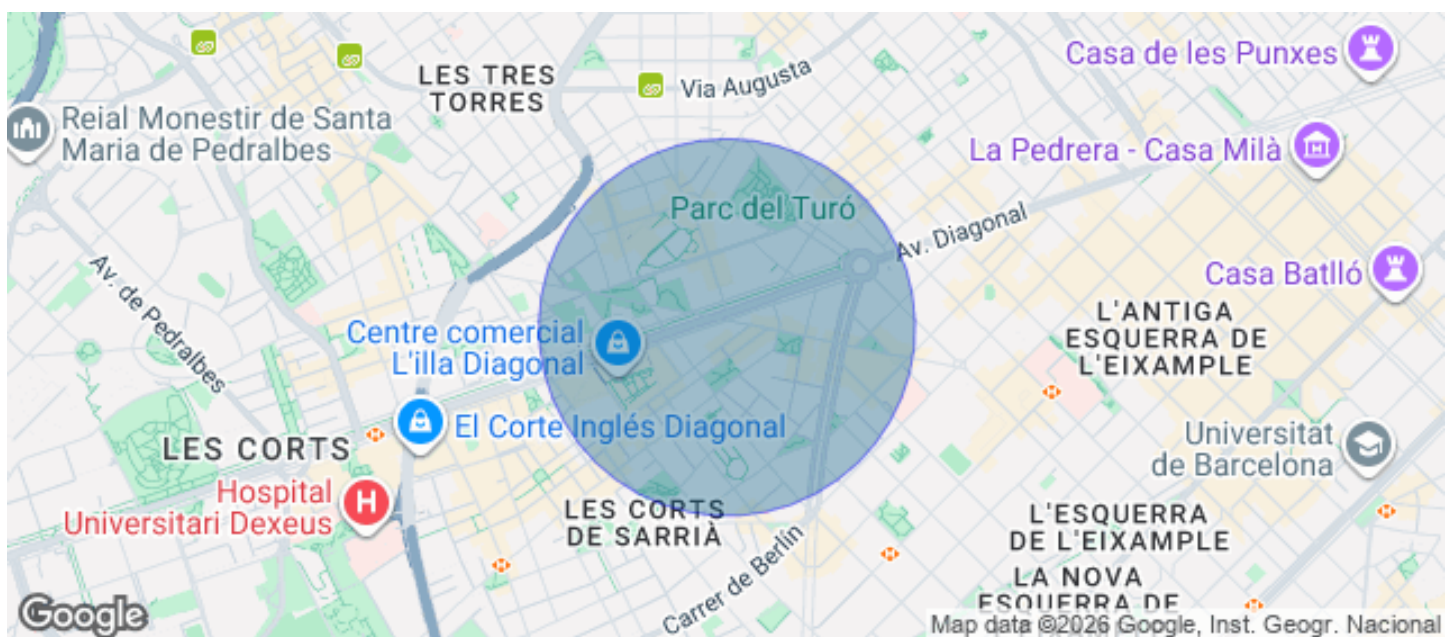 Casa de les Punxes
LES TRES
TORRES
Via Augusta
Reial Monestir de Santa
Maria de Pedralbes
La Pedrera - Casa Milà
Parc del Turó
Av. Diagonal
Av. de Pedralbes
Casa Batlló
L'ANTIGA
ESQUERRA DE
L'EIXAMPLE
Centre comercial
L'illa Diagonal
El Corte Inglés Diagonal
LES CORTS
Universitat
de Barcelona
H
Hospital
Universitari Dexeus
LES CORTS
DE SARRIÀ
L'ESQUERRA
DE L'EIXAMPLE
Carrer de Berlín
LA NOVA
ESQUERRA DE
Google
Map data ©2026 Google, Inst. Geogr. Nacional